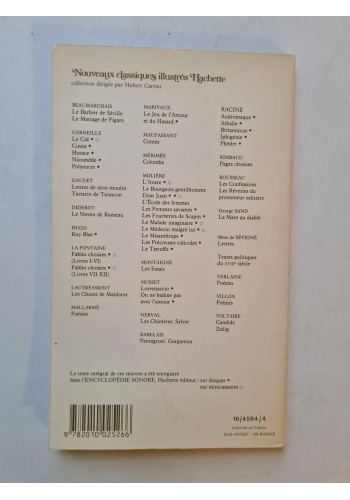 Nouveaux classiques illustrés Hachette
collection dirigée par Hubert Carrier
BEAUMARCHAIS
Le Barbier de Séville
Le Mariage de Figaro
CORNEILLE
Le Cid • ☆
Cinna •
Horace •
Nicomède •
Polyeucte •
DAUDET
Lettres de mon moulin
Tartarin de Tarascon
DIDEROT
Le Neveu de Rameau
HUGO
Ruy Blas •
LA FONTAINE
Fables choisies • ☆
(Livres I-VI)
Fables choisies • ☆
(Livres VII-XII)
LAUTRÉAMONT
Les Chants de Maldoror
MALLARMÉ
Poésies
MARIVAUX
Le Jeu de l'Amour
et du Hasard •
MAUPASSANT
Contes
MÉRIMÉE
Colomba
MOLIÈRE
L'Avare • ☆
Le Bourgeois gentilhomme
Dom Juan • ☆
L'École des femmes
Les Femmes savantes •
Les Fourberies de Scapin •
Le Malade imaginaire • ☆
Le Médecin malgré lui • ☆
Le Misanthrope •
Les Précieuses ridicules •
Le Tartuffe •
MONTAIGNE
Les Essais
MUSSET
Lorenzaccio •
On ne badine pas
avec l'amour •
NERVAL
Les Chimères, Sylvie
RABELAIS
Pantagruel, Gargantua
RACINE
Andromaque •
Athalie •
Britannicus •
Iphigénie •
Phèdre •
RIMBAUD
Pages choisies
ROUSSEAU
Les Confessions
Les Rêveries du
promeneur solitaire
George SAND
La Mare au diable
Mme de SÉVIGNÉ
Lettres
Textes politiques
du XVIIIe siècle
VERLAINE
Poésies
VILLON
Poésies
VOLTAIRE
Candide
Zadig
Le texte intégral de ces œuvres a été enregistré
dans l'ENCYCLOPÉDIE SONORE, Hachette éditeur : sur disques •
sur minicassettes ☆
9 782010 025266
16/4594/4
Imprimé en France